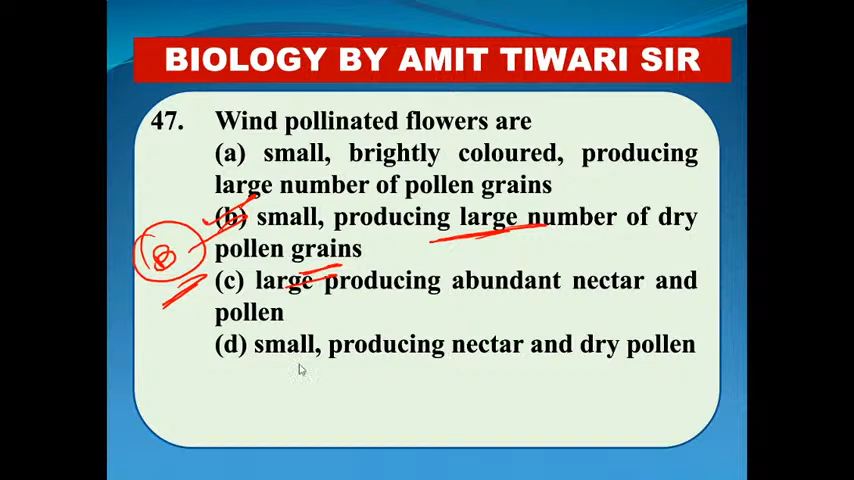 BIOLOGY BY AMIT TIWARI SIR
47. Wind pollinated flowers are
(a) small, brightly coloured, producing
large number of pollen grains
(b) small, producing large number of dry
pollen grains
B
(c) large producing abundant nectar and
pollen
(d) small, producing nectar and dry pollen